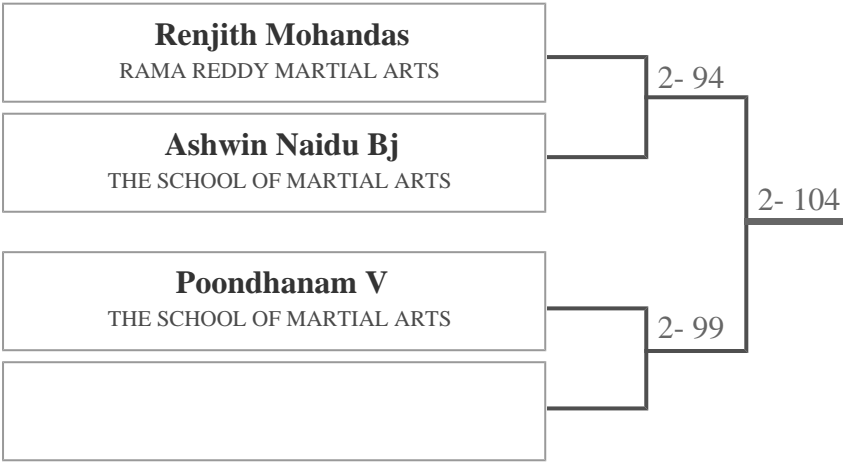 Renjith Mohandas
RAMA REDDY MARTIAL ARTS
2- 94
Ashwin Naidu Bj
THE SCHOOL OF MARTIAL ARTS
2- 104
Poondhanam V
THE SCHOOL OF MARTIAL ARTS
2- 99